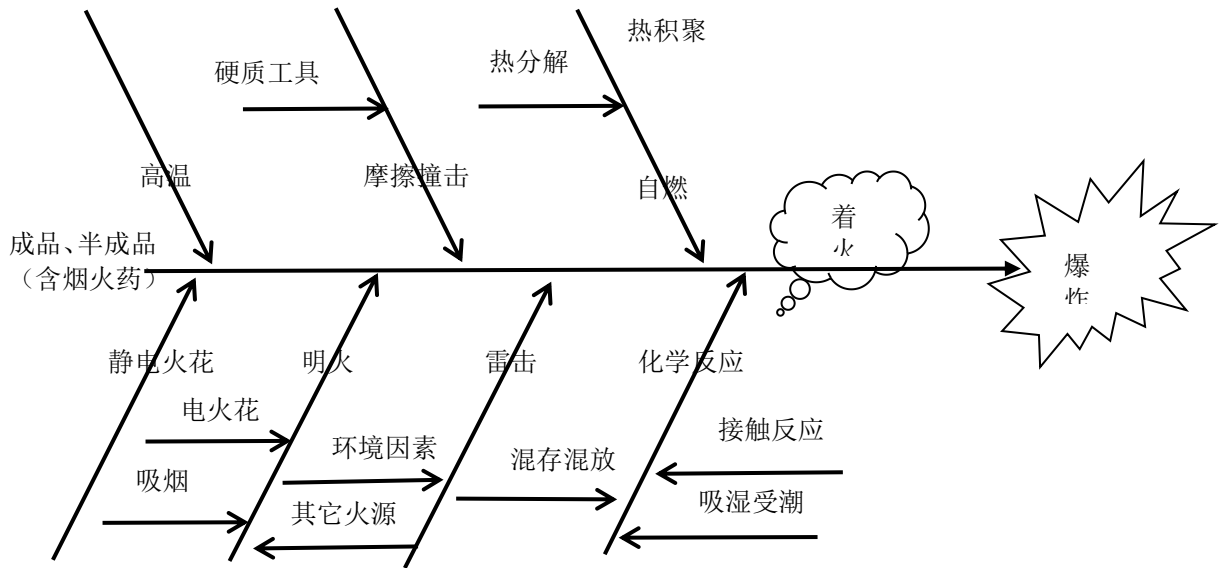 热积聚
热分解
硬质工具
高温
摩擦撞击
自燃
着
火
成品、半成品
（含烟火药）
爆
炸
静电火花
明火
雷击
化学反应
电火花
接触反应
环境因素
混存混放
吸烟
吸湿受潮
其它火源